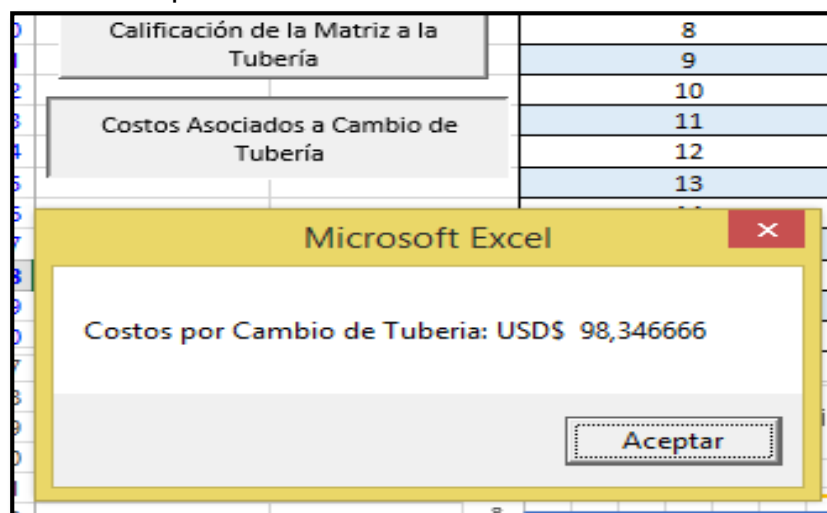 Calificación de la Matriz a la
Tubería
Costos Asociados a Cambio de
Tubería
8
9
10
11
12
13
Microsoft Excel
Costos por Cambio de Tuberia: USD$ 98,346666
Aceptar